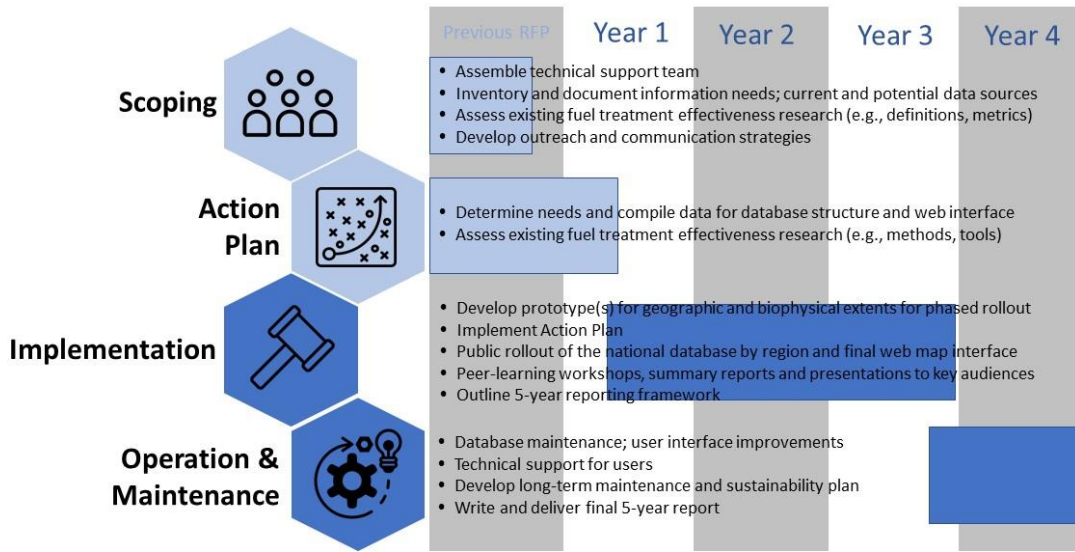 Previous RFP
Year 1
Year 2
Year 3
Year 4
Scoping
• Assemble technical support team
• Inventory and document information needs; current and potential data sources
• Assess existing fuel treatment effectiveness research (e.g., definitions, metrics)
• Develop outreach and communication strategies
Action
Plan
• Determine needs and compile data for database structure and web interface
• Assess existing fuel treatment effectiveness research (e.g., methods, tools)
Implementation
• Develop prototype(s) for geographic and biophysical extents for phased rollout
• Implement Action Plan
• Public rollout of the national database by region and final web map interface
• Peer-learning workshops, summary reports and presentations to key audiences
• Outline 5-year reporting framework
Operation &
Maintenance
• Database maintenance; user interface improvements
• Technical support for users
• Develop long-term maintenance and sustainability plan
• Write and deliver final 5-year report